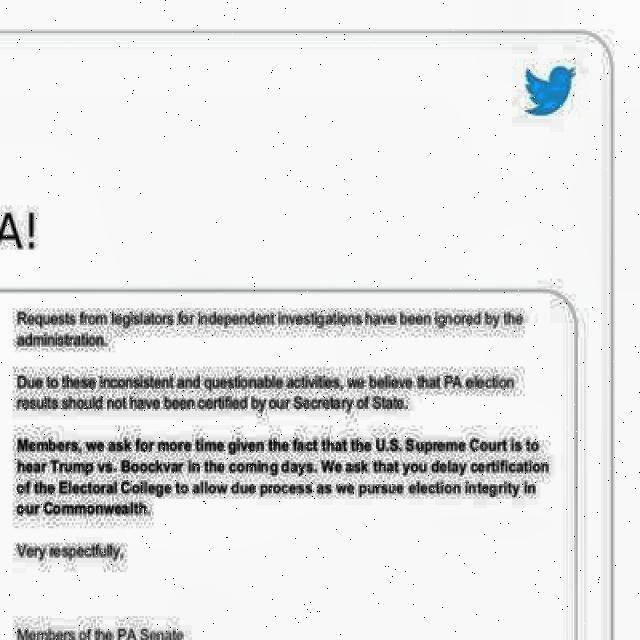 A!
Requests from legislators for independent investigations have been ignored by the
administration.
Due to these inconsistent and questionable activities, we believe that PA election
results should not have been certified by our Secretary of State.
Members, we ask for more time given the fact that the U.S. Supreme Court is to
hear Trump vs. Boockvar in the coming days. We ask that you delay certification
of the Electoral College to allow due process as we pursue election integrity in
our Commonwealth.
Very respectfully,
Members of the PA Senate